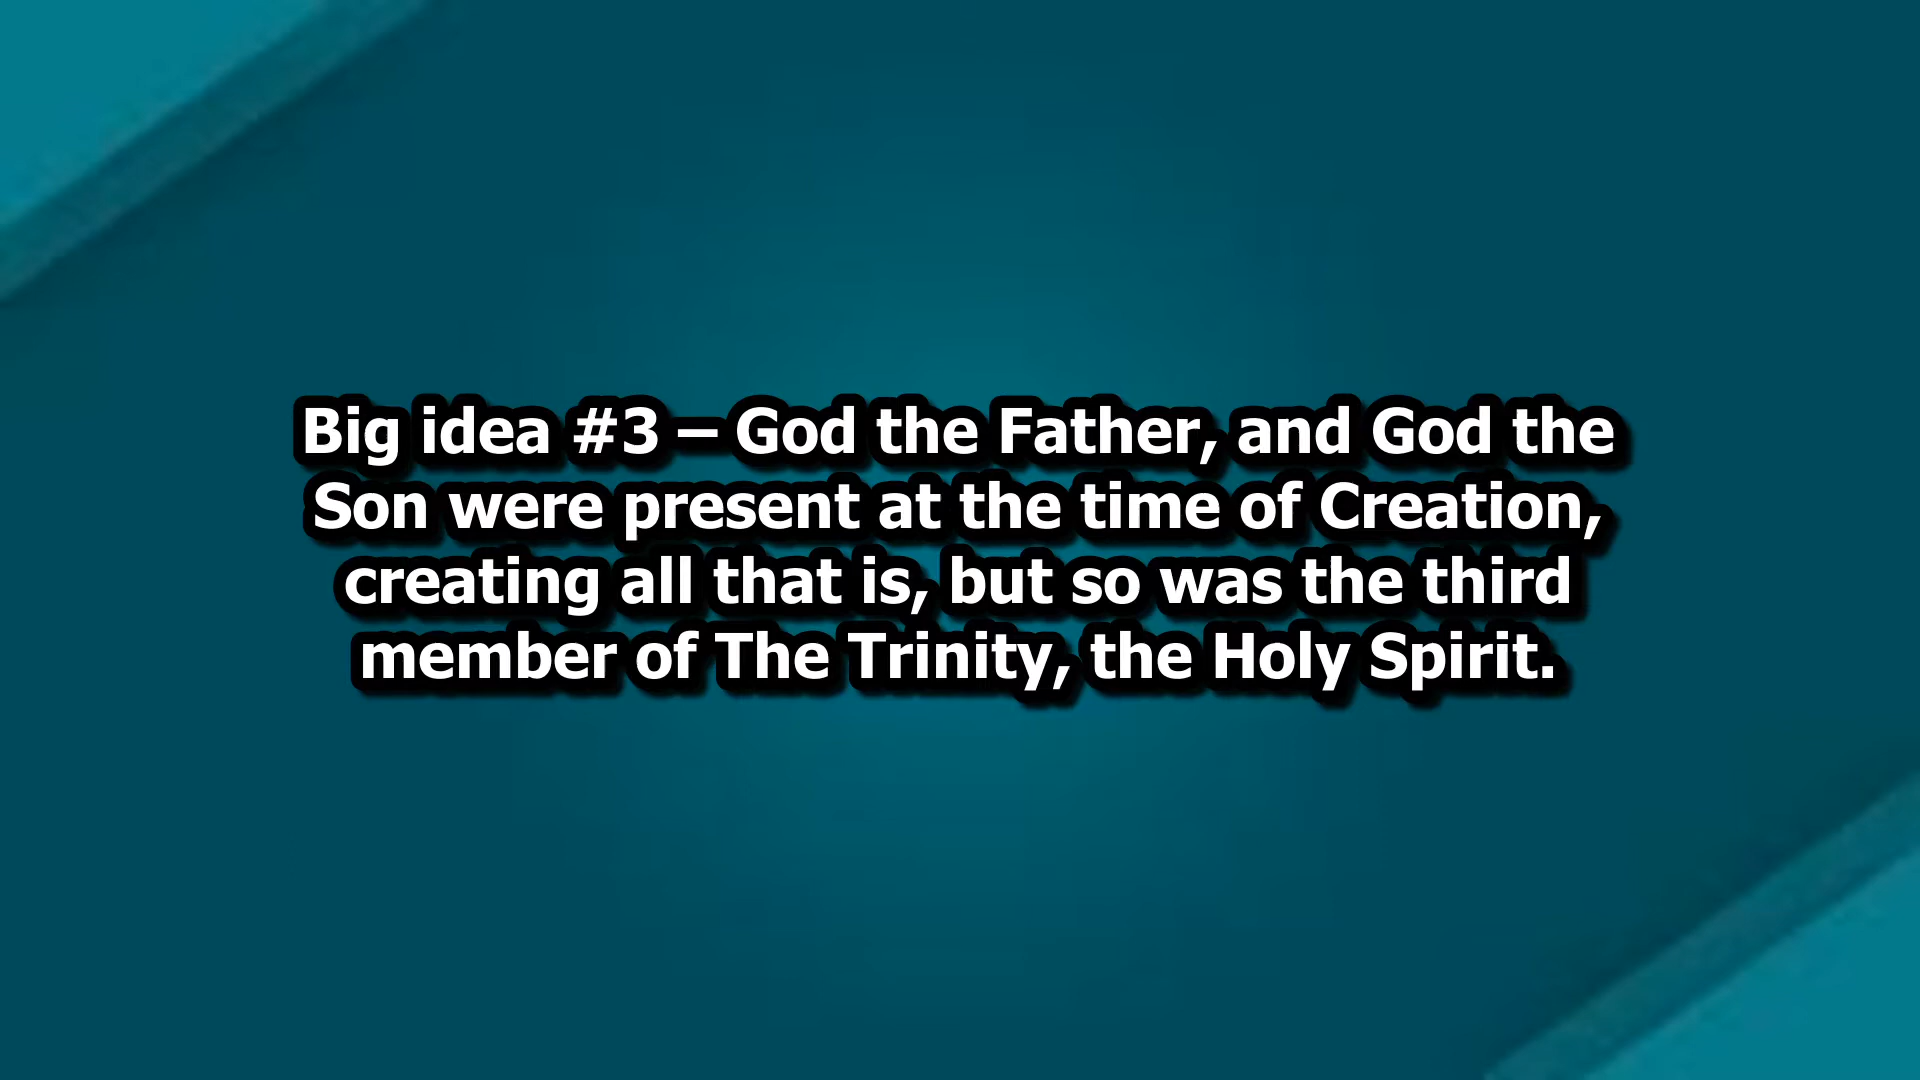 Big idea #3 – God the Father, and God the
Son were present at the time of Creation,
creating all that is, but so was the third
member of The Trinity, the Holy Spirit.